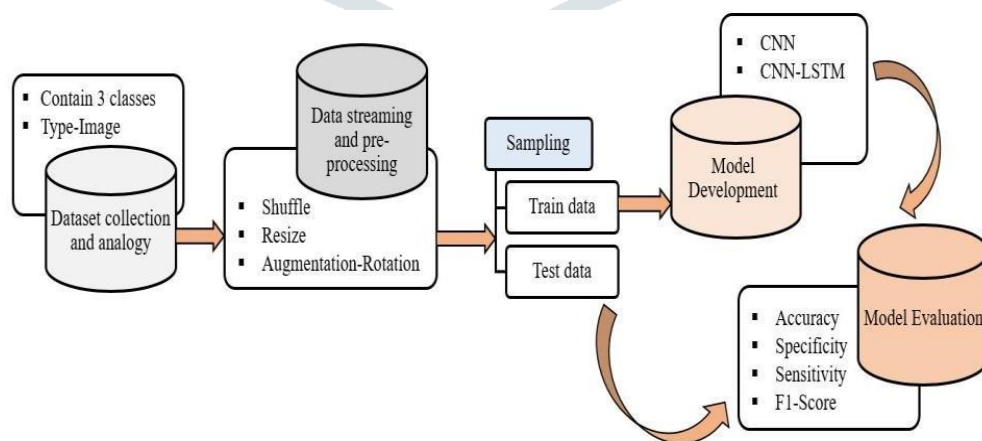 Contain 3 classes
Type-Image
Dataset collection
and analogy
Data streaming
and pre-
processing
Shuffle
Resize
Augmentation-Rotation
Sampling
Train data
Test data
CNN
CNN-LSTM
Model
Development
Model Evaluation
Accuracy
Specificity
Sensitivity
F1-Score